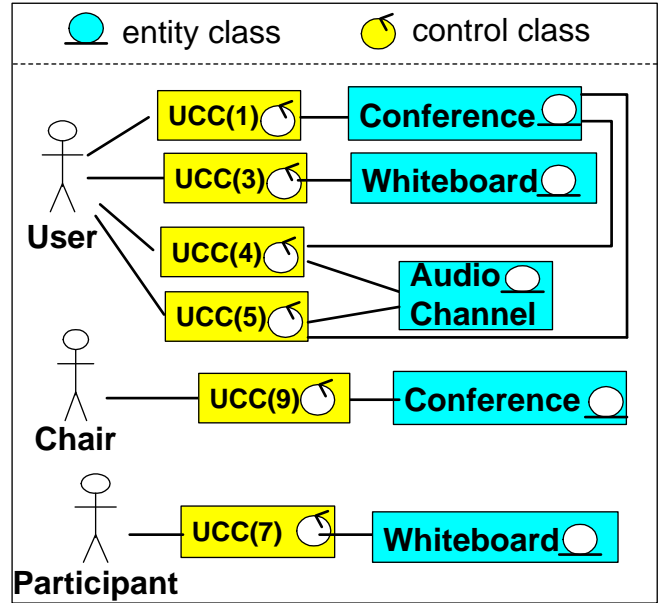 entity class
control class
UCC(1)
Conference
UCC(3)
Whiteboard
User
UCC(4)
Audio
Channel
UCC(5)
UCC(9)
Conference
Chair
UCC(7)
Whiteboard
Participant